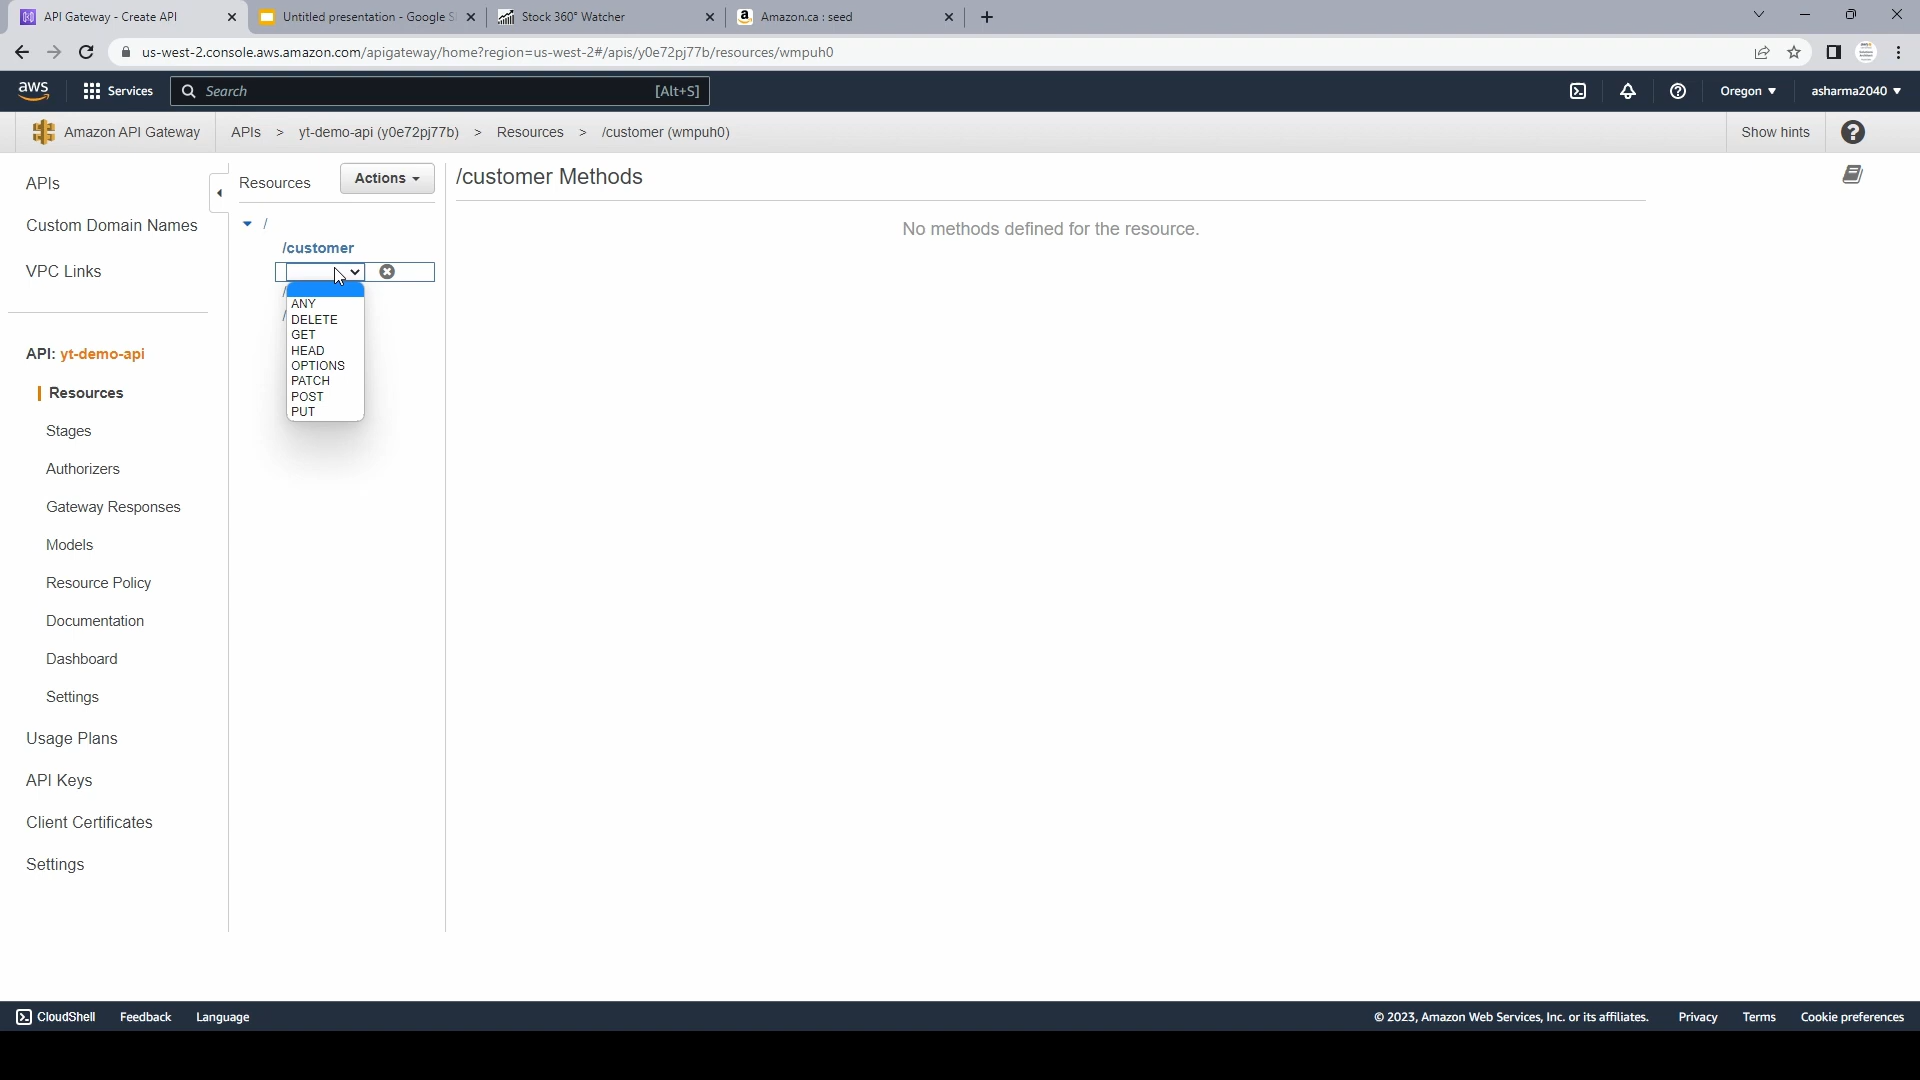 API Gateway - Create API
Untitled presentation - Google S
Stock 360° Watcher
Amazon.ca : seed
us-west-2.console.aws.amazon.com/apigateway/home?region=us-west-2#/apis/y0e72pj77b/resources/wmpuh0
aws
Services
Search
[Alt+S]
Oregon
asharma2040
Amazon API Gateway
APIs > yt-demo-api (y0e72pj77b) > Resources > /customer (wmpuh0)
Show hints
APIs
Custom Domain Names
VPC Links
API: yt-demo-api
Resources
Stages
Authorizers
Gateway Responses
Models
Resource Policy
Documentation
Dashboard
Settings
Usage Plans
API Keys
Client Certificates
Settings
Resources
Actions
/
/customer
/
/
ANY
DELETE
GET
HEAD
OPTIONS
PATCH
POST
PUT
/customer Methods
No methods defined for the resource.
CloudShell
Feedback
Language
© 2023, Amazon Web Services, Inc. or its affiliates.
Privacy
Terms
Cookie preferences